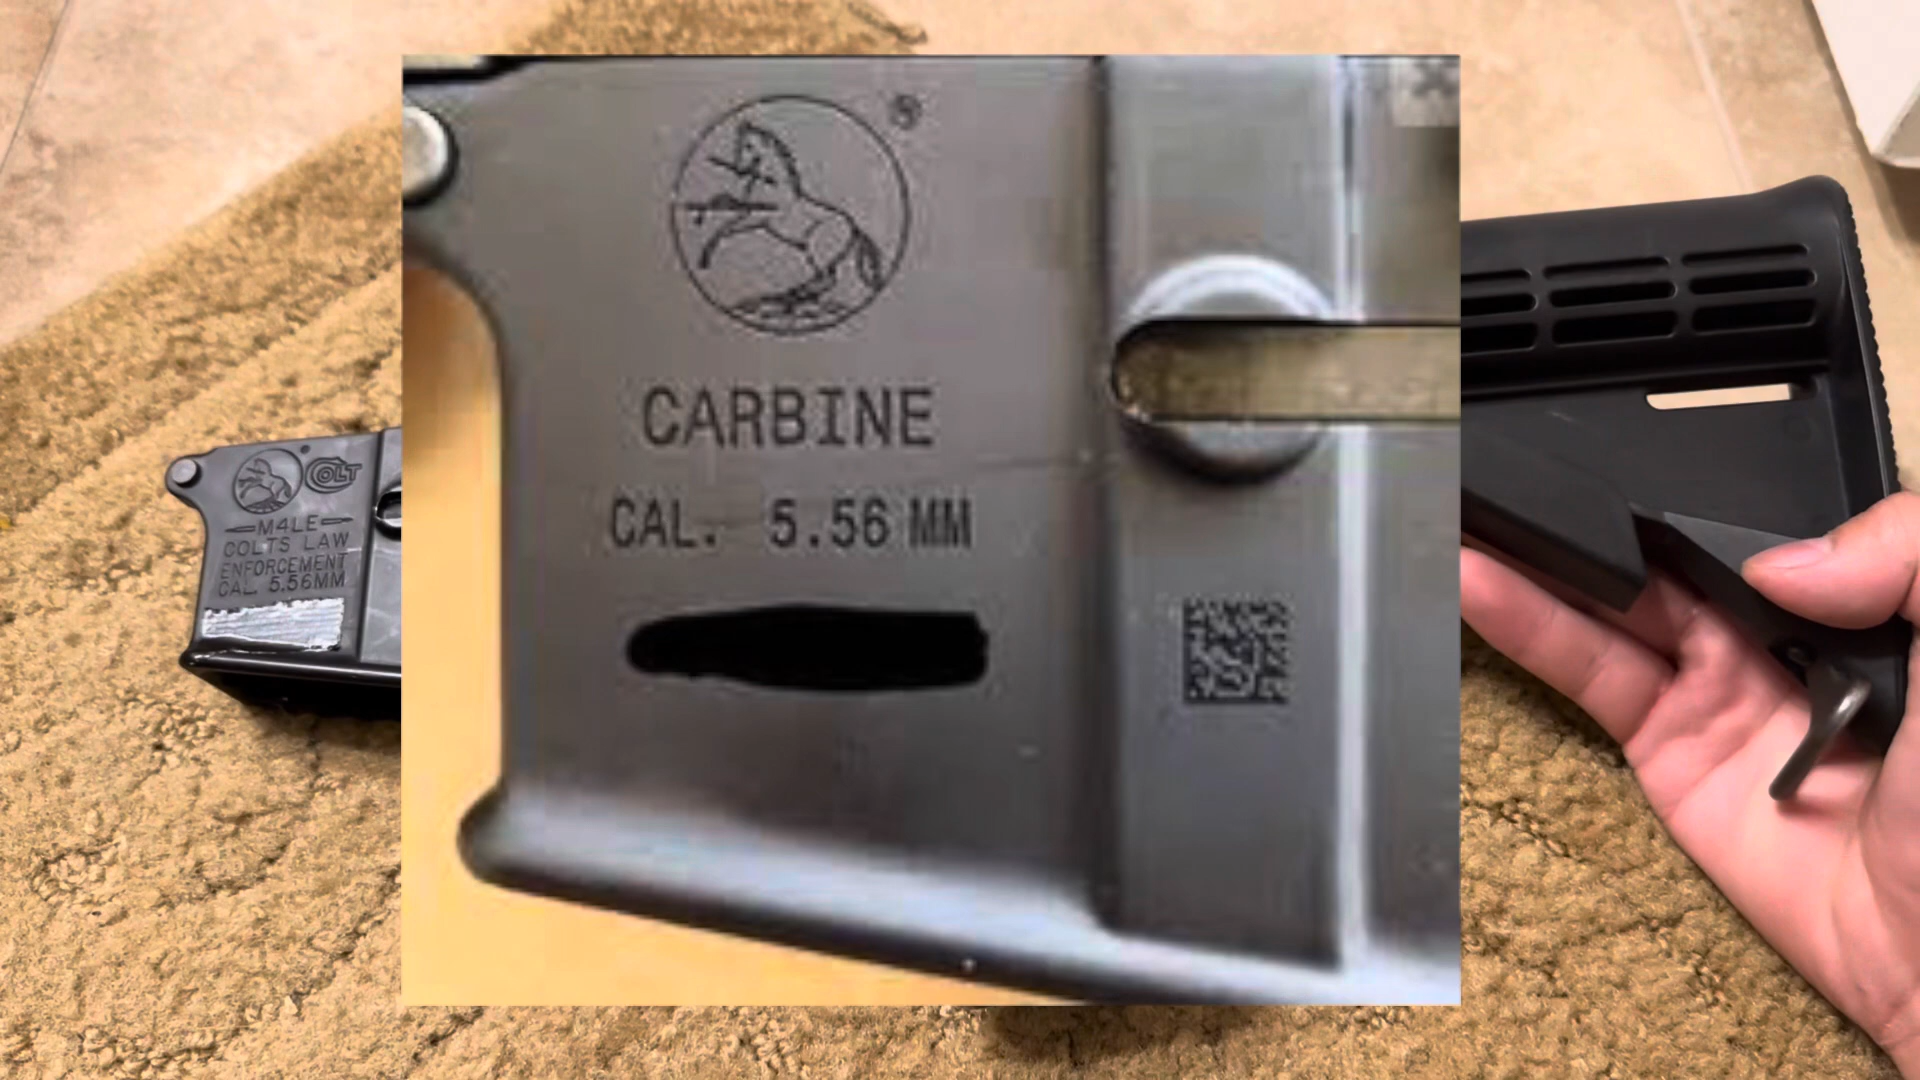 ®
CARBINE
CAL. 5.56 MM
COLT
M4LE
COLTS LAW
ENFORCEMENT
CAL. 5.56MM